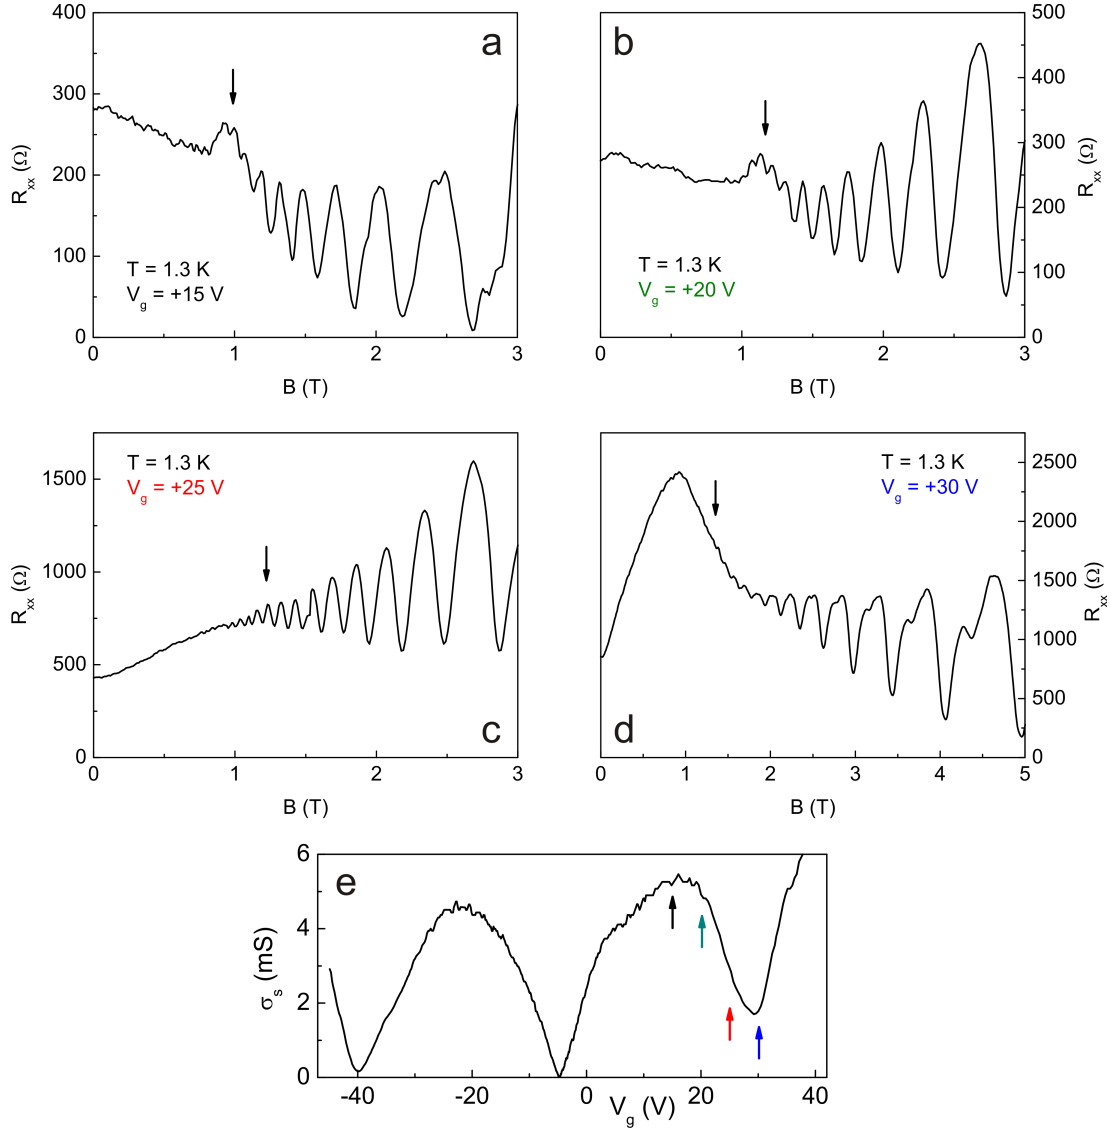 a
400
300
200
100
0
R_xx (Ω)
T = 1.3 K
V_g = +15 V
0 1 2 3
B (T)
b
500
400
300
200
100
0
R_xx (Ω)
T = 1.3 K
V_g = +20 V
0 1 2 3
B (T)
c
1500
1000
500
0
R_xx (Ω)
T = 1.3 K
V_g = +25 V
0 1 2 3
B (T)
d
2500
2000
1500
1000
500
0
R_xx (Ω)
T = 1.3 K
V_g = +30 V
0 1 2 3 4 5
B (T)
e
6
4
2
0
σ_s (mS)
-40 -20 0 20 40
V_g (V)